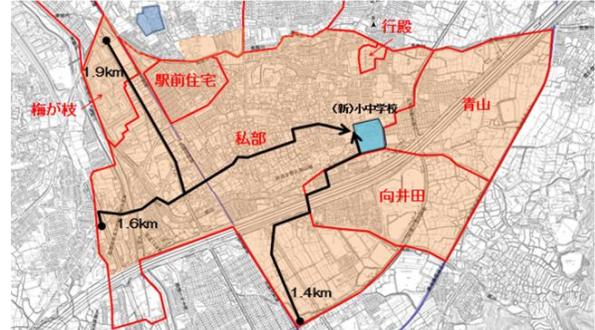 行殿
1.9km
駅前住宅
青山
梅が枝
(新)小中学校
私部
向井田
1.6km
1.4km